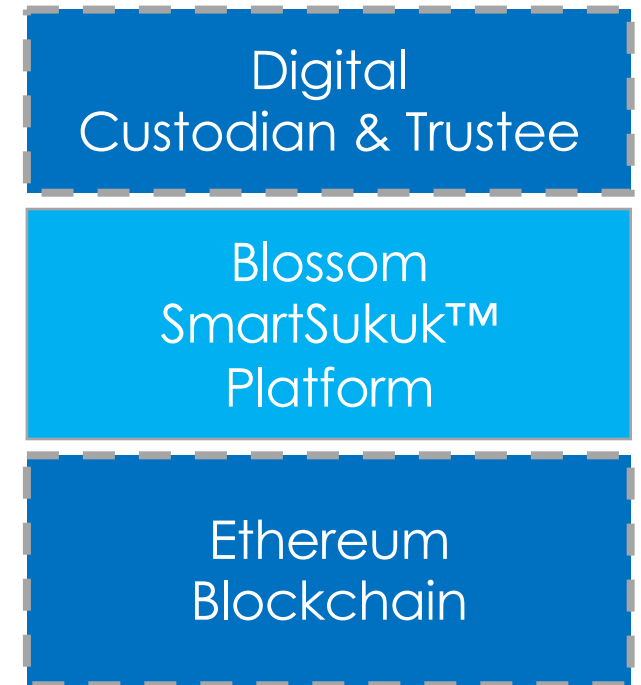 Digital
Custodian & Trustee
Blossom
SmartSukuk™
Platform
Ethereum
Blockchain